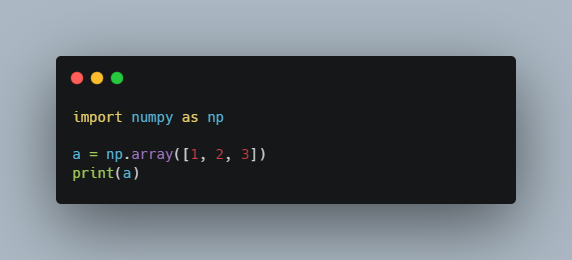 import numpy as np
a = np.array([1, 2, 3])
print(a)